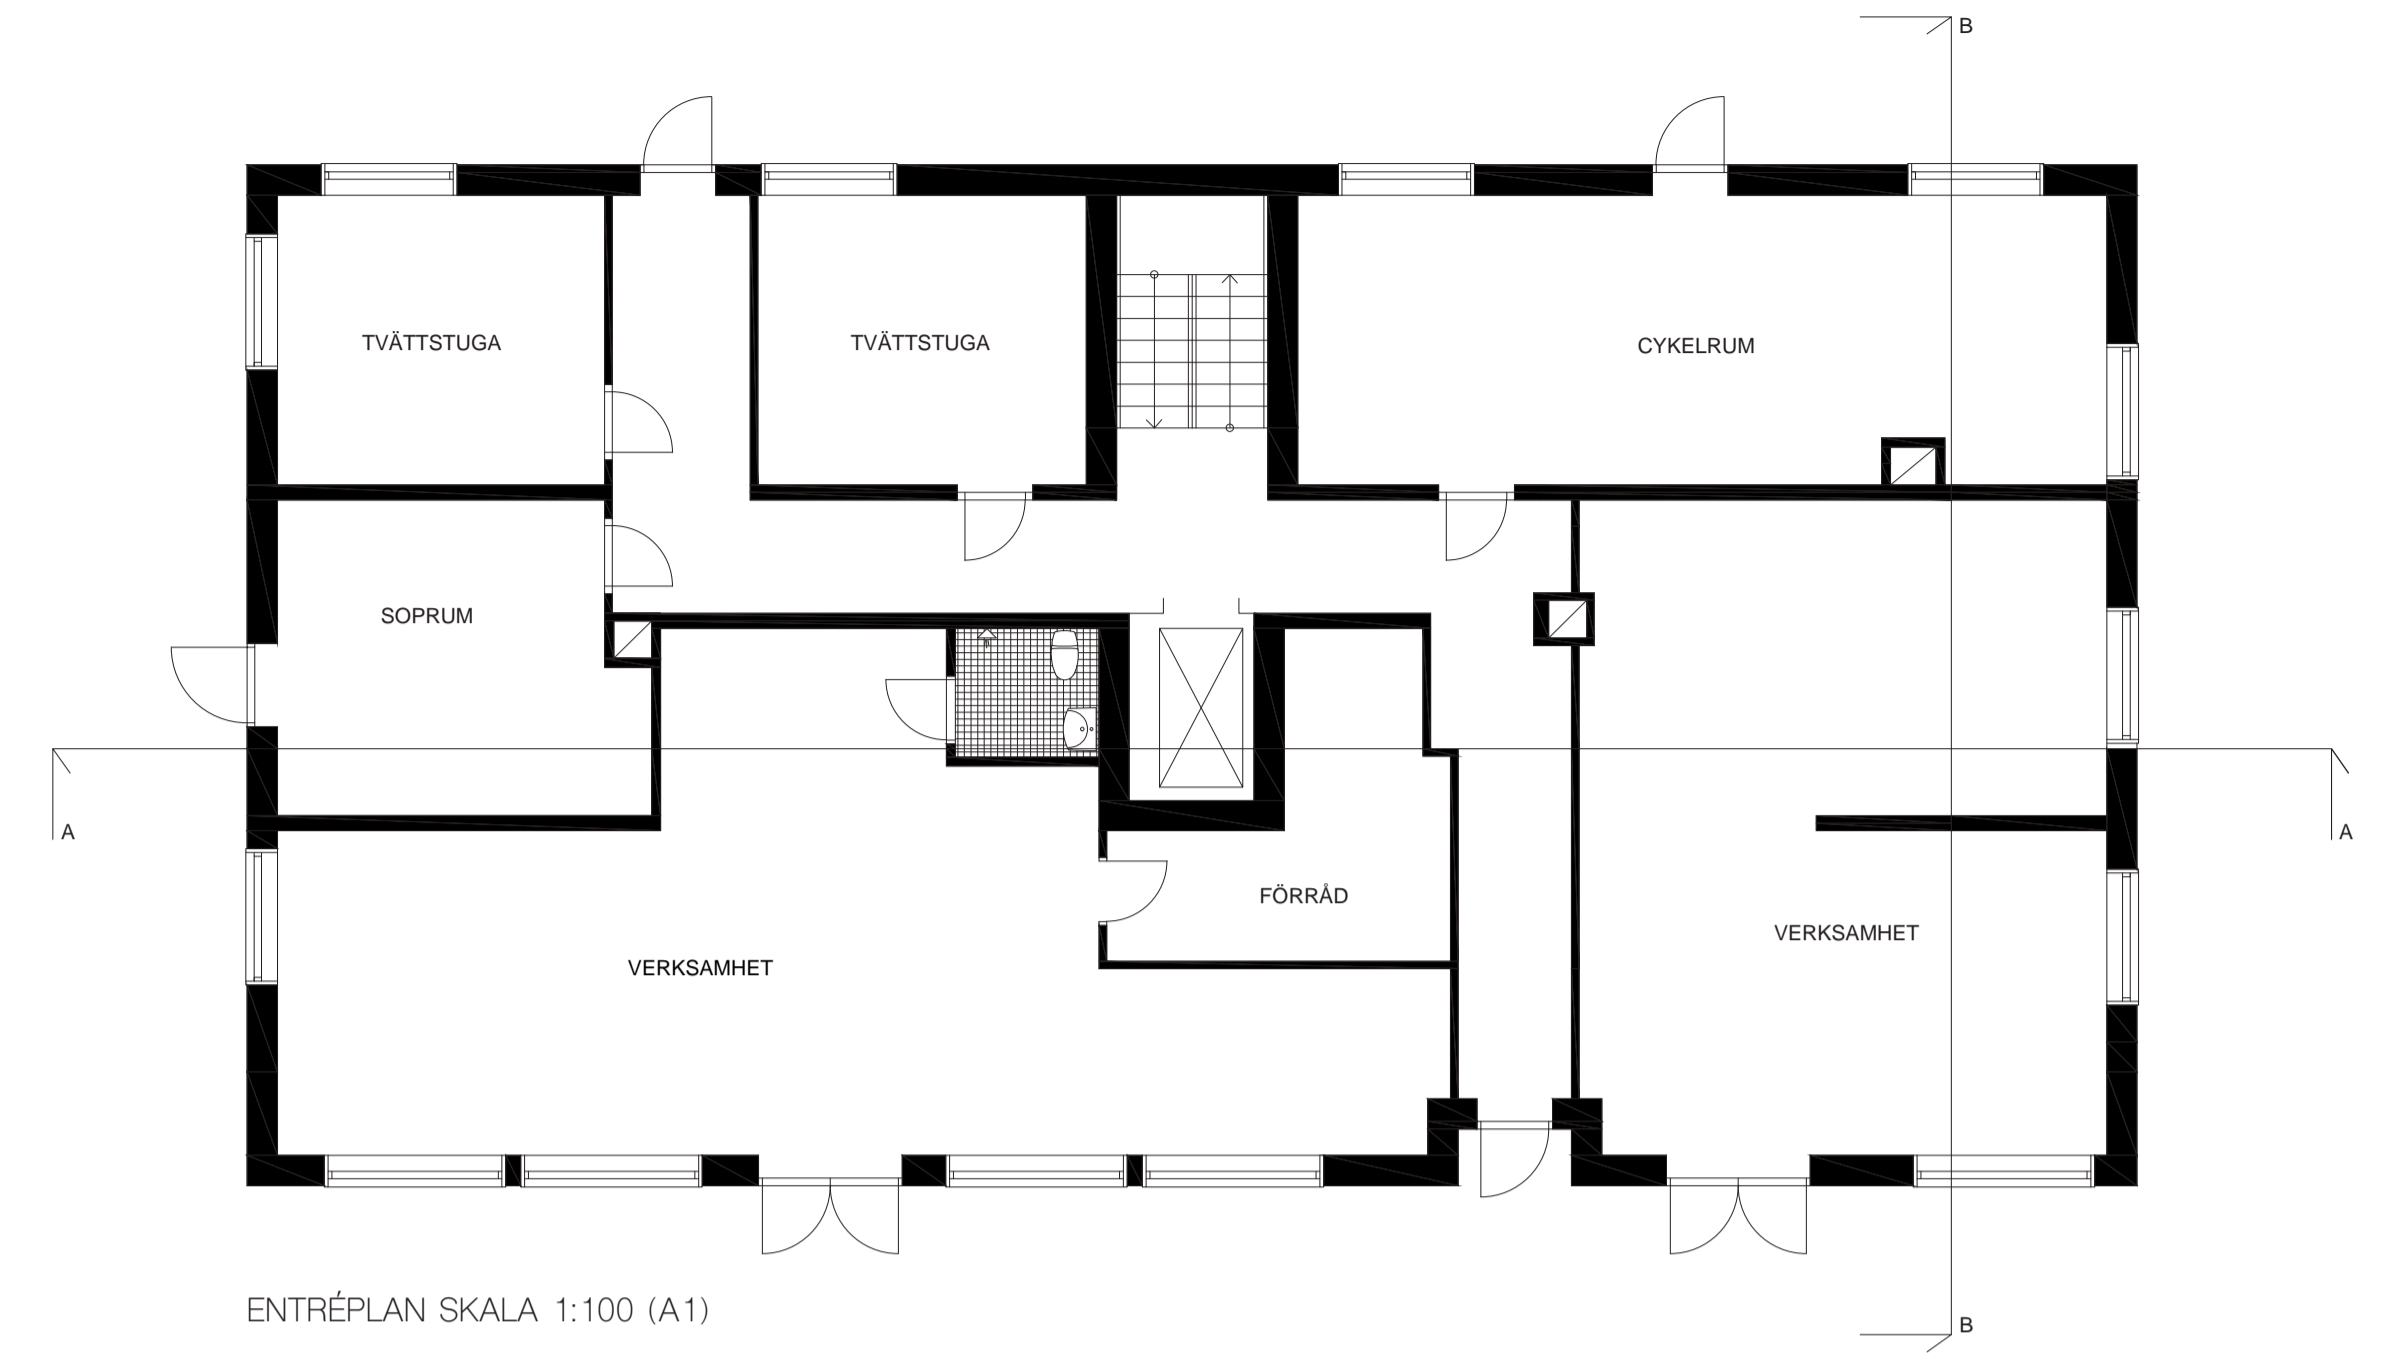 B
TVÄTTSTUGA
TVÄTTSTUGA
CYKELRUM
SOPRUM
A
A
FÖRRÅD
VERKSAMHET
VERKSAMHET
ENTRÉPLAN SKALA 1:100 (A1)
B